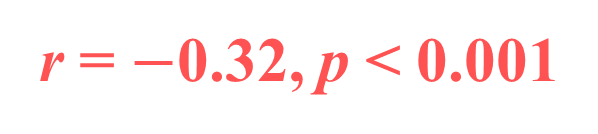 r = −0.32, p < 0.001